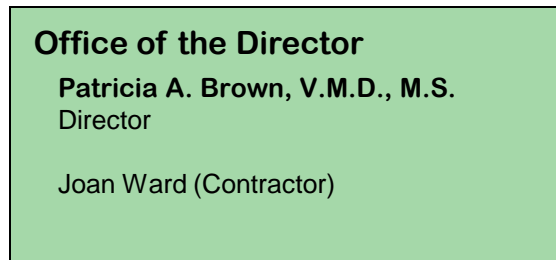 Office of the Director
Patricia A. Brown, V.M.D., M.S.
Director
Joan Ward (Contractor)